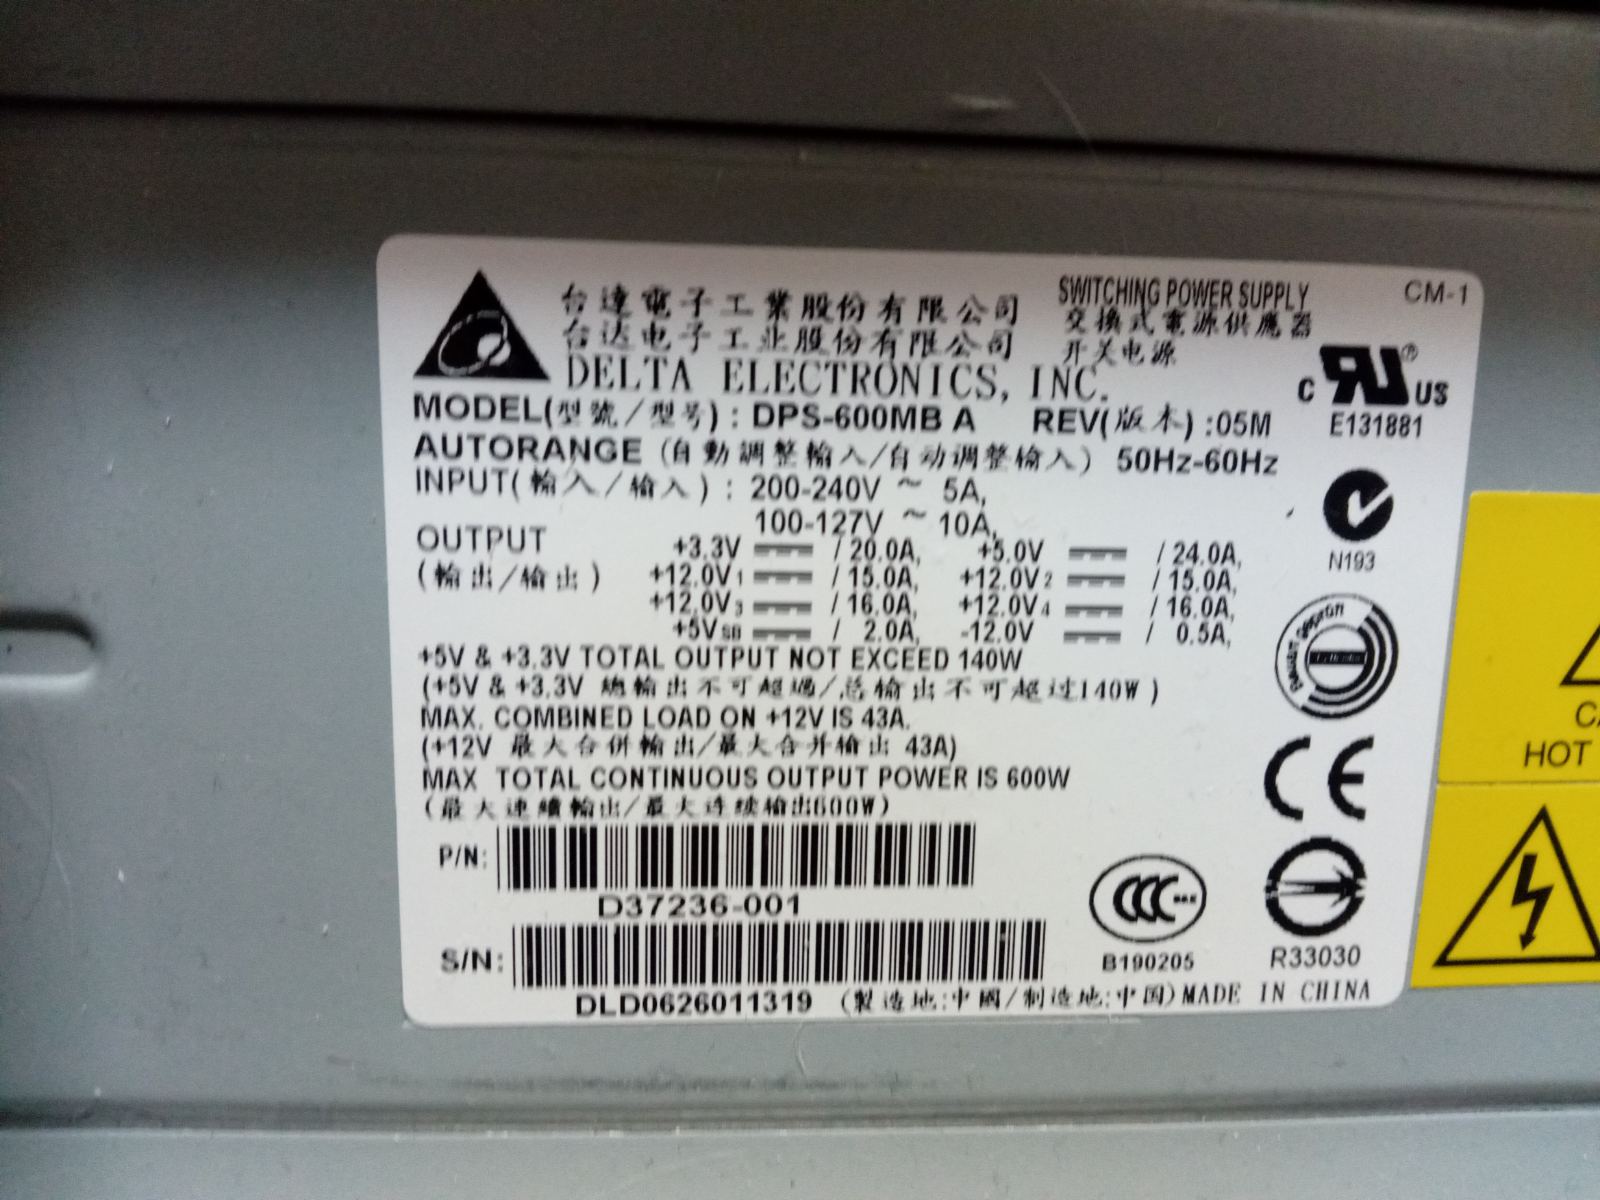 台達電子工業股份有限公司
台达电子工业股份有限公司
DELTA ELECTRONICS, INC.
SWITCHING POWER SUPPLY
交換式電源供應器
开关电源
CM-1
C UR US
E131881
MODEL(型號/型号) : DPS-600MB A REV(版本) :05M
AUTORANGE (自動調整輸入/自动调整输入) 50Hz-60Hz
INPUT(輸入/输入) : 200-240V ~ 5A,
100-127V ~ 10A,
OUTPUT
(輸出/输出)
+3.3V / 20.0A, +5.0V / 24.0A,
+12.0V1 / 15.0A, +12.0V2 / 15.0A,
+12.0V3 / 16.0A, +12.0V4 / 16.0A,
+5VSB / 2.0A, -12.0V / 0.5A,
N193
+5V & +3.3V TOTAL OUTPUT NOT EXCEED 140W
(+5V & +3.3V 總輸出不可超過/总输出不可超过140W)
MAX. COMBINED LOAD ON +12V IS 43A.
(+12V 最大合併輸出/最大合并输出 43A)
MAX TOTAL CONTINUOUS OUTPUT POWER IS 600W
(最大連續輸出/最大连续输出600W)
CE
P/N:
D37236-001
S/N:
DLD0626011319 (製造地:中國/制造地:中国)MADE IN CHINA
CCC
B190205
R33030
HOT